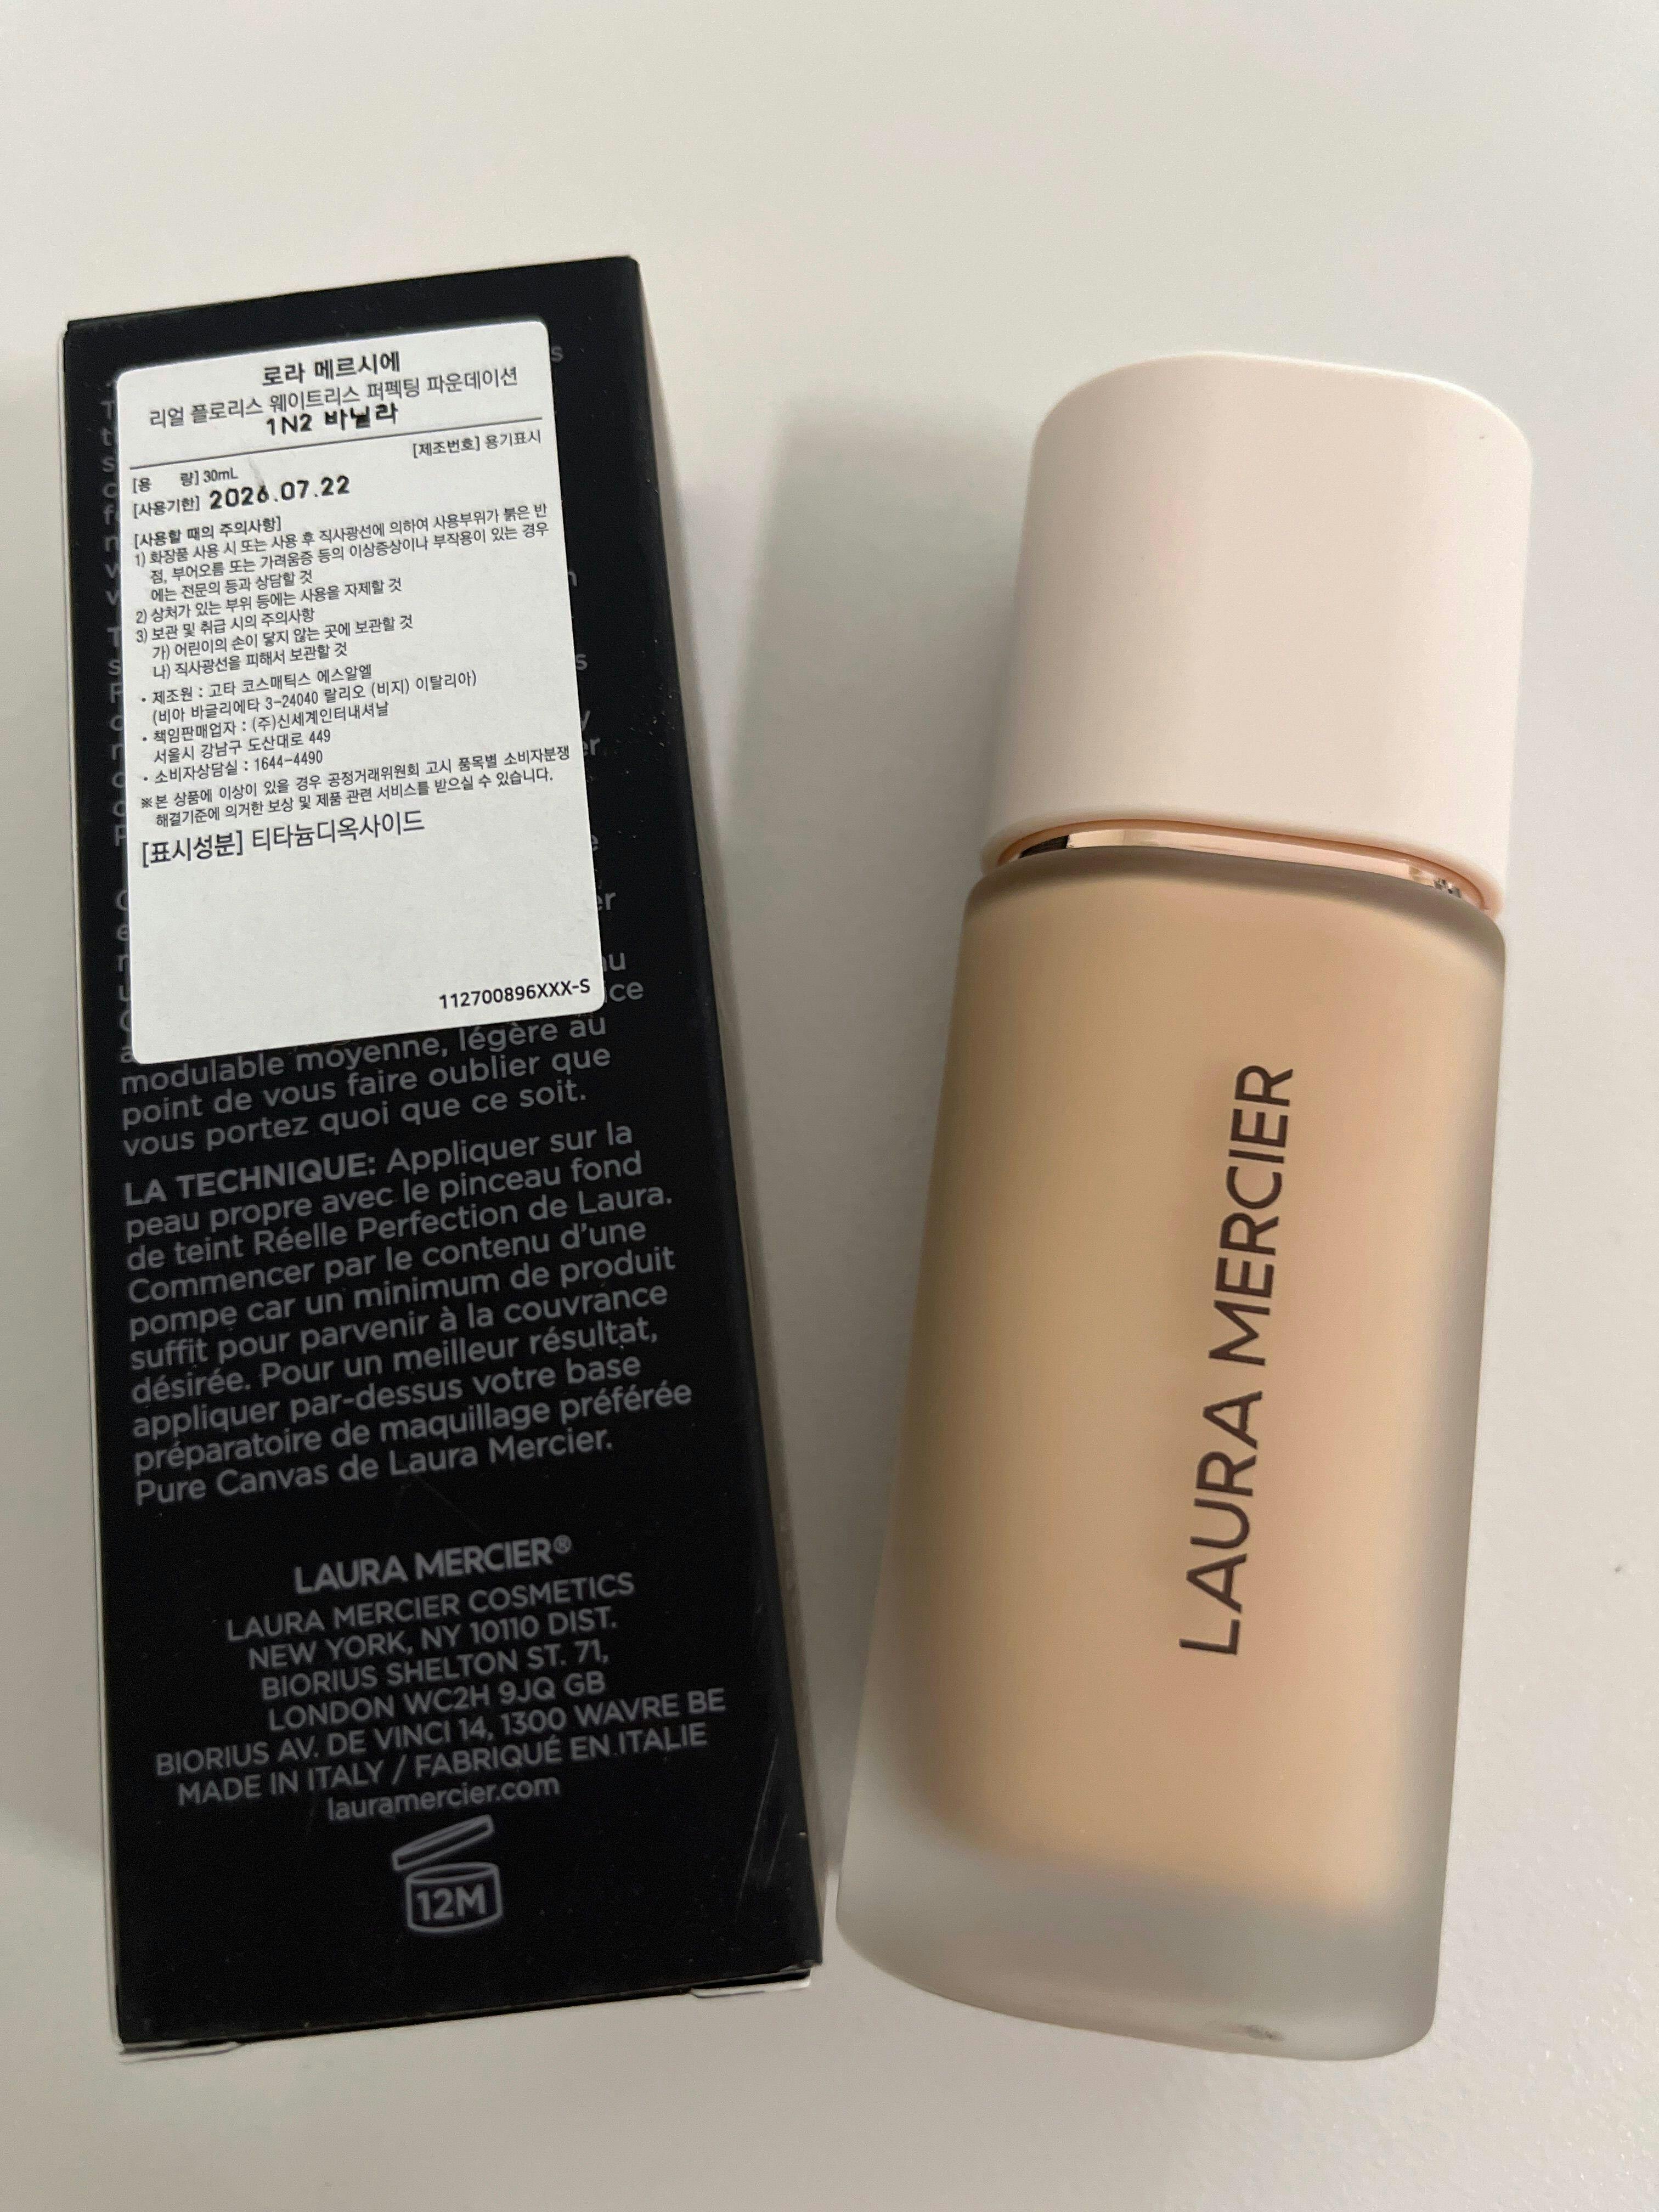 로라 메르시에
리얼 플로리스 웨이트리스 퍼펙팅 파운데이션
1N2 바닐라
[제조번호] 용기표시
[용 량] 30mL
[사용기한] 2026.07.22
[사용할 때의 주의사항]
1) 화장품 사용 시 또는 사용 후 직사광선에 의하여 사용부위가 붉은 반
점, 부어오름 또는 가려움증 등의 이상증상이나 부작용이 있는 경우
에는 전문의 등과 상담할 것
2) 상처가 있는 부위 등에는 사용을 자제할 것
3) 보관 및 취급 시의 주의사항
가) 어린이의 손이 닿지 않는 곳에 보관할 것
나) 직사광선을 피해서 보관할 것
• 제조원 : 고타 코스매틱스 에스알엘
(비아 바글리에타 3-24040 랄리오 (비지) 이탈리아)
• 책임판매업자 : (주)신세계인터내셔날
서울시 강남구 도산대로 449
• 소비자상담실 : 1644-4490
※본 상품에 이상이 있을 경우 공정거래위원회 고시 품목별 소비자분쟁
해결기준에 의거한 보상 및 제품 관련 서비스를 받으실 수 있습니다.
[표시성분] 티타늄디옥사이드
112700896XXX-S
modulable moyenne, légère au
point de vous faire oublier que
vous portez quoi que ce soit.
LA TECHNIQUE: Appliquer sur la
peau propre avec le pinceau fond
de teint Réelle Perfection de Laura.
Commencer par le contenu d'une
pompe car un minimum de produit
suffit pour parvenir à la couvrance
désirée. Pour un meilleur résultat,
appliquer par-dessus votre base
préparatoire de maquillage préférée
Pure Canvas de Laura Mercier.
LAURA MERCIER®
LAURA MERCIER COSMETICS
NEW YORK, NY 10110 DIST.
BIORIUS SHELTON ST. 71,
LONDON WC2H 9JQ GB
BIORIUS AV. DE VINCI 14, 1300 WAVRE BE
MADE IN ITALY / FABRIQUÉ EN ITALIE
lauramercier.com
12M
LAURA MERCIER